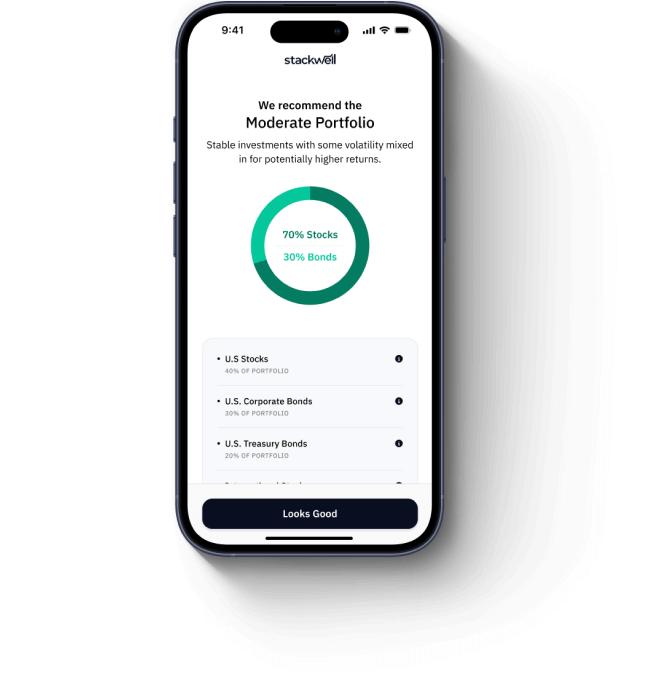 9:41
stackwell
We recommend the
Moderate Portfolio
Stable investments with some volatility mixed
in for potentially higher returns.
70% Stocks
30% Bonds
• U.S Stocks
40% OF PORTFOLIO
• U.S. Corporate Bonds
30% OF PORTFOLIO
• U.S. Treasury Bonds
20% OF PORTFOLIO
Looks Good